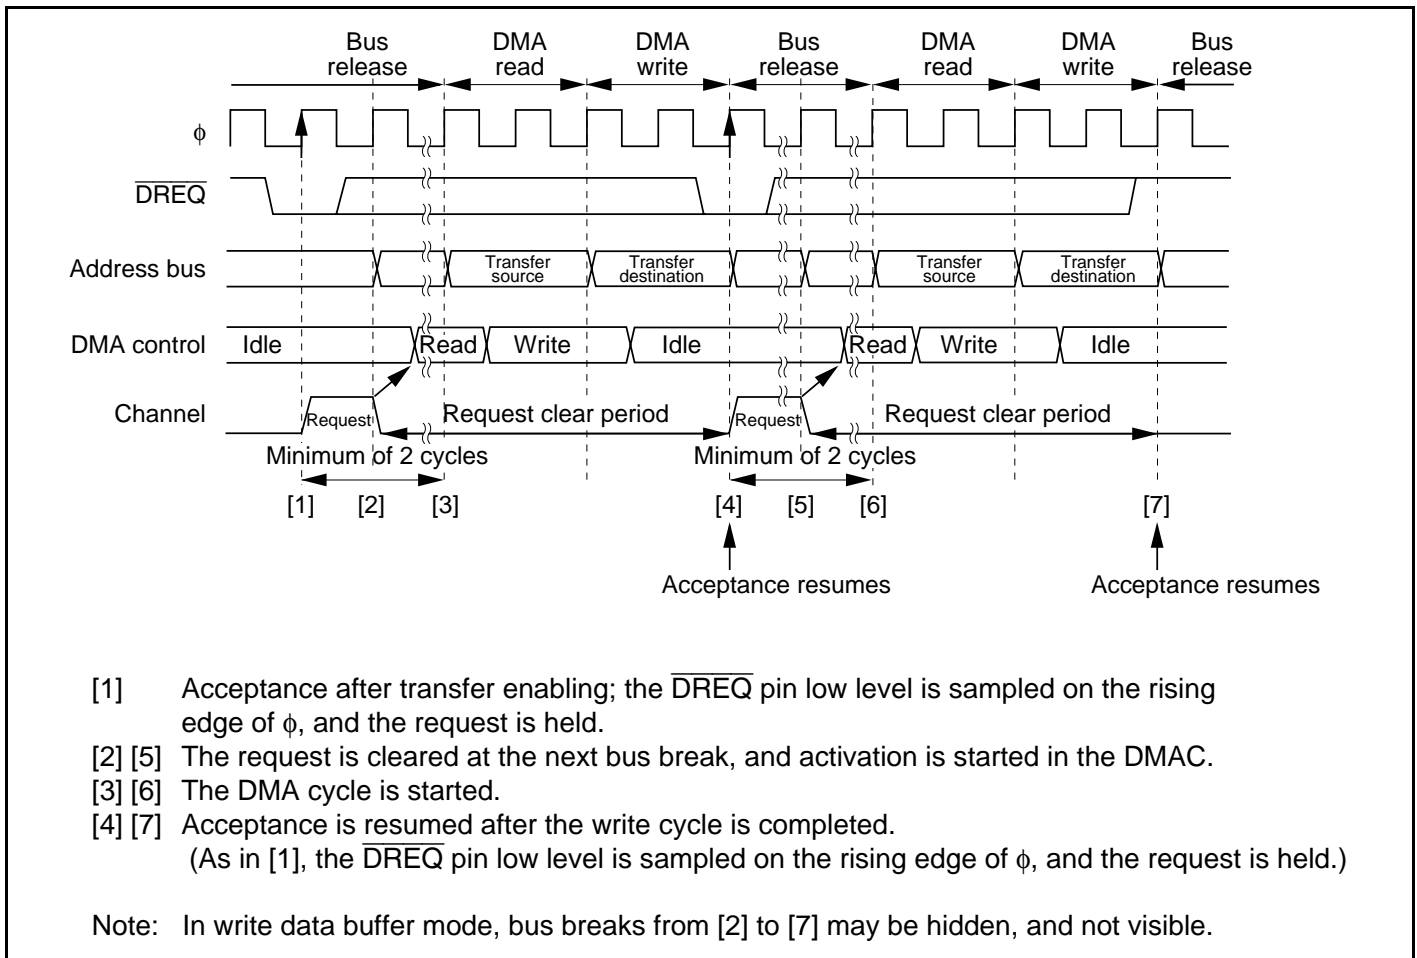 Bus release DMA read DMA write Bus release DMA read DMA write Bus release
ϕ
DREQ
Address bus Transfer source Transfer destination Transfer source Transfer destination
DMA control Idle Read Write Idle Read Write Idle
Channel Request Request clear period Request Request clear period
Minimum of 2 cycles Minimum of 2 cycles
[1] [2] [3] [4] [5] [6] [7]
Acceptance resumes Acceptance resumes
[1] Acceptance after transfer enabling; the DREQ pin low level is sampled on the rising
edge of ϕ, and the request is held.
[2] [5] The request is cleared at the next bus break, and activation is started in the DMAC.
[3] [6] The DMA cycle is started.
[4] [7] Acceptance is resumed after the write cycle is completed.
(As in [1], the DREQ pin low level is sampled on the rising edge of ϕ, and the request is held.)
Note: In write data buffer mode, bus breaks from [2] to [7] may be hidden, and not visible.